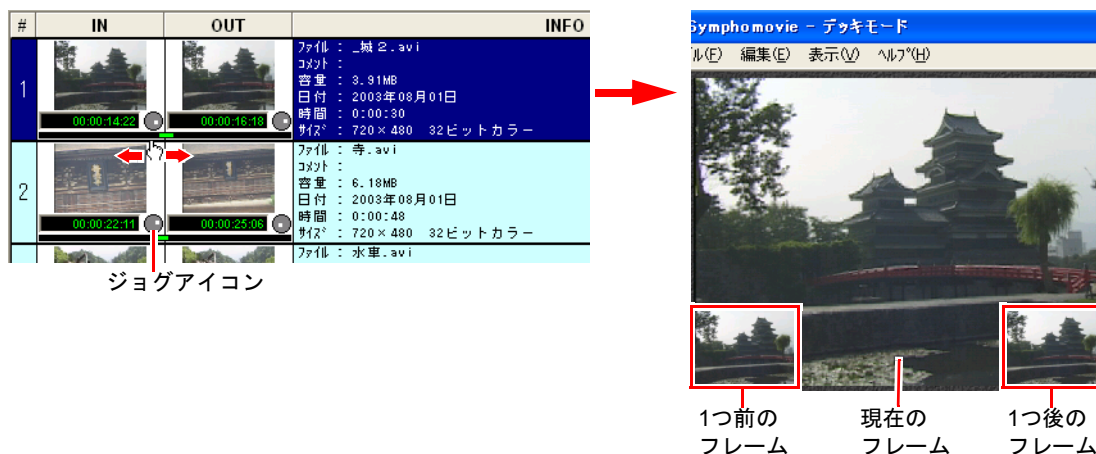 # IN OUT INFO
1
00:00:14:22 00:00:16:18
ファイル : _城2.avi
コメント :
容量 : 3.91MB
日付 : 2003年08月01日
時間 : 0:00:30
サイズ : 720×480 32ビットカラー
2
00:00:22:11 00:00:25:06
ファイル : 寺.avi
コメント :
容量 : 6.18MB
日付 : 2003年08月01日
時間 : 0:00:48
サイズ : 720×480 32ビットカラー
ファイル : 水車.avi
ジョグアイコン
Symphomovie - デッキモード
イル(F) 編集(E) 表示(V) ヘルプ(H)
1つ前の
フレーム
現在の
フレーム
1つ後の
フレーム